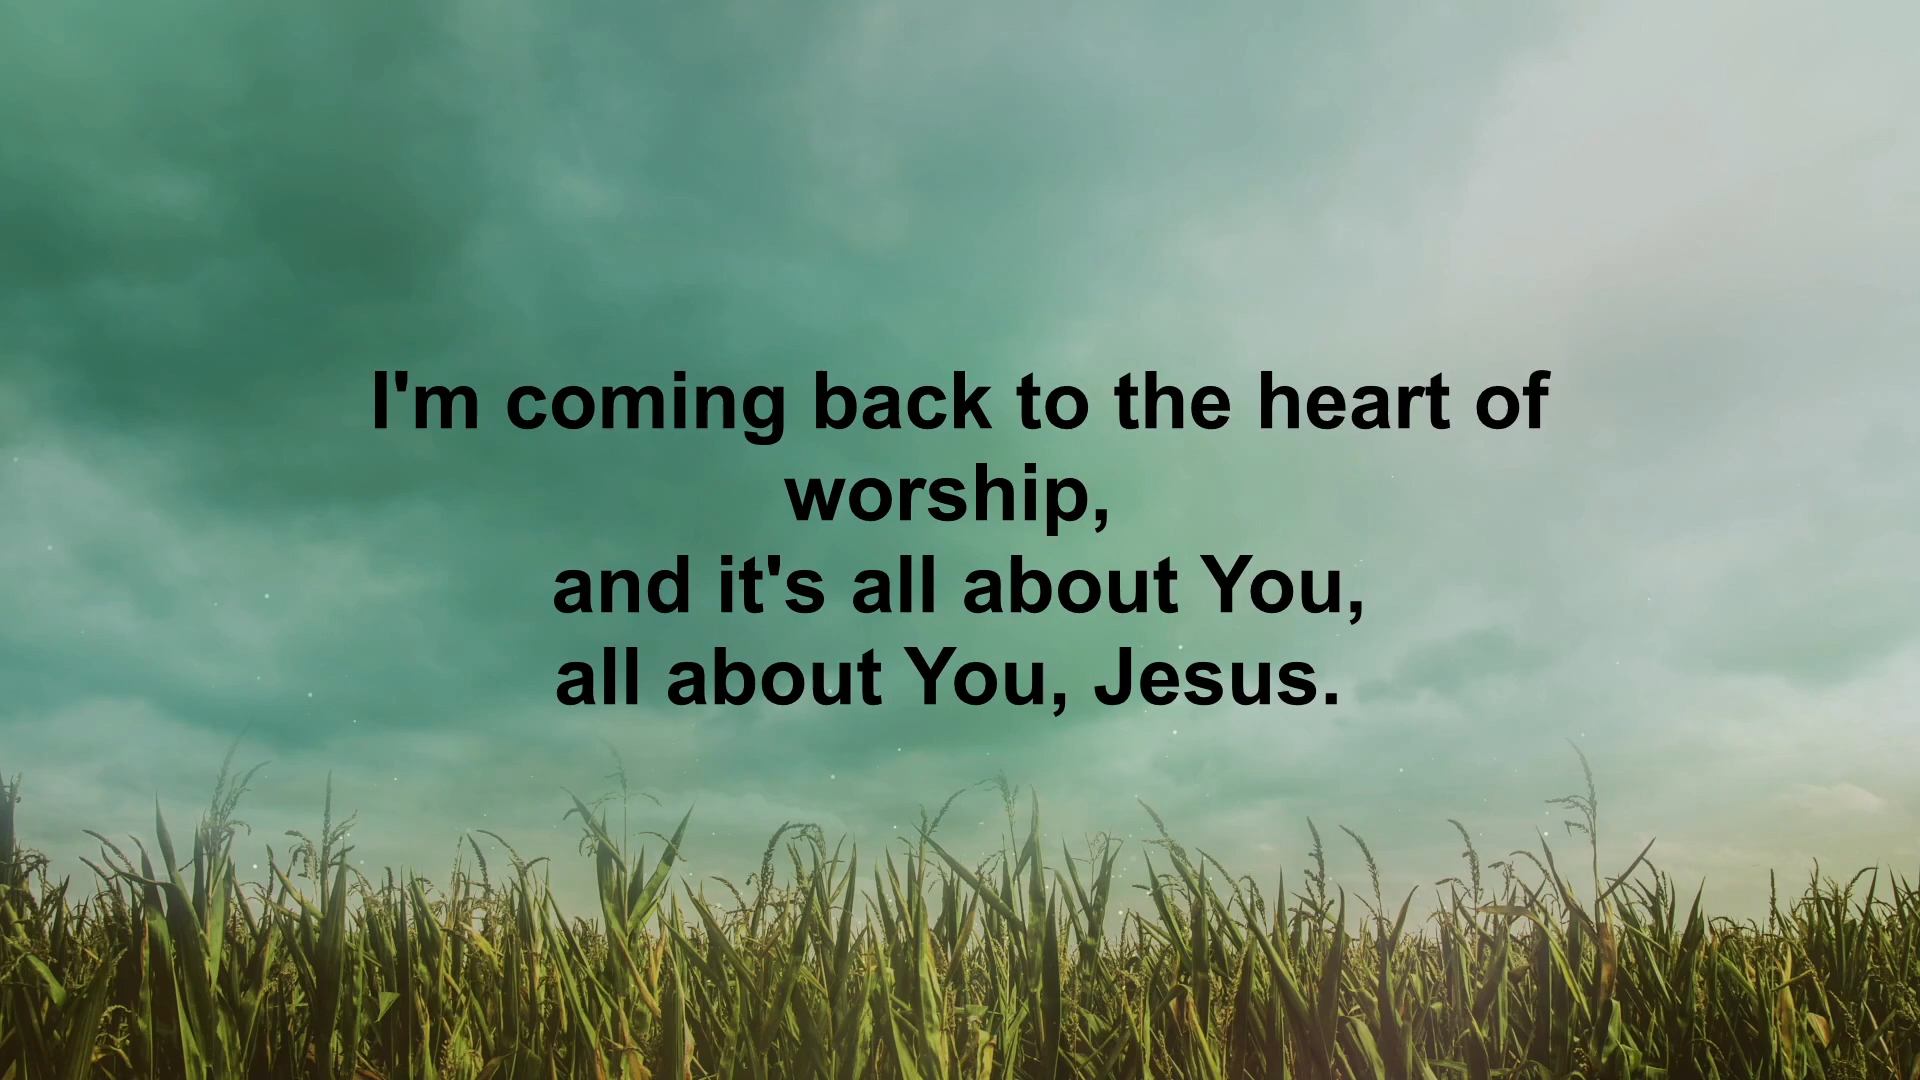 I'm coming back to the heart of
worship,
and it's all about You,
all about You, Jesus.